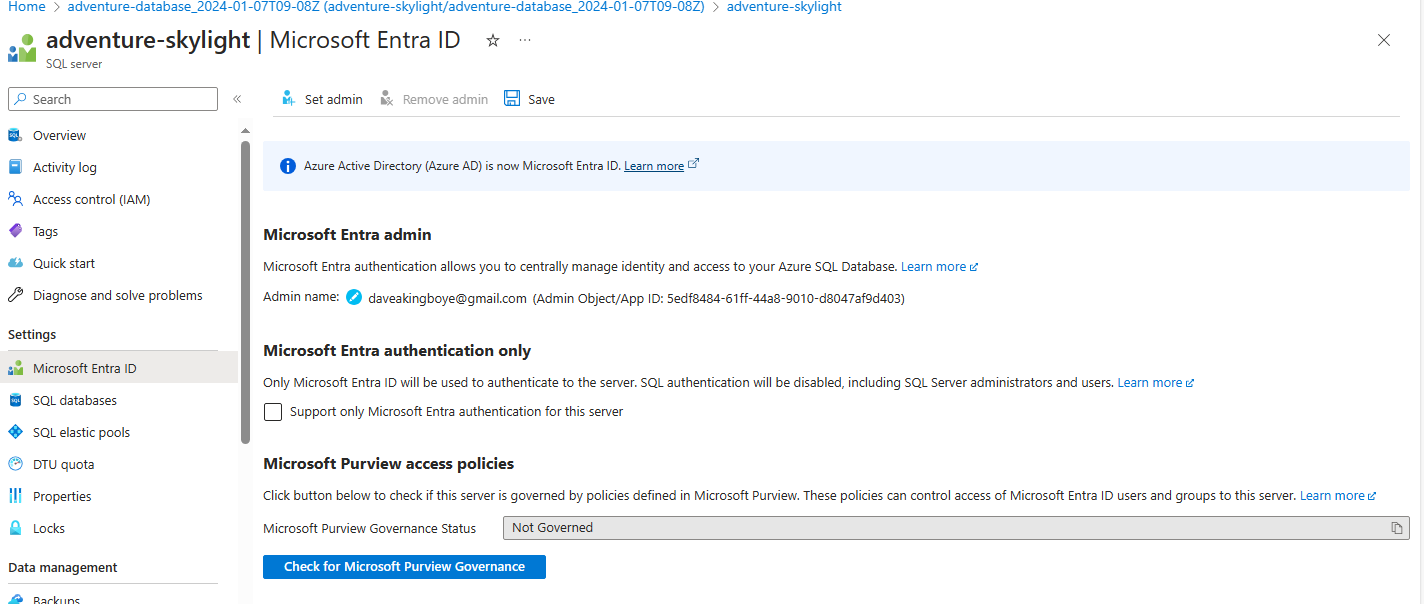 Home > adventure-database_2024-01-07T09-08Z (adventure-skylight/adventure-database_2024-01-07T09-08Z) > adventure-skylight
adventure-skylight | Microsoft Entra ID
SQL server
Search
Set admin
Remove admin
Save
Overview
Activity log
Access control (IAM)
Tags
Quick start
Diagnose and solve problems
Settings
Microsoft Entra ID
SQL databases
SQL elastic pools
DTU quota
Properties
Locks
Data management
Backups
Azure Active Directory (Azure AD) is now Microsoft Entra ID. Learn more
Microsoft Entra admin
Microsoft Entra authentication allows you to centrally manage identity and access to your Azure SQL Database. Learn more
Admin name: daveakingboye@gmail.com (Admin Object/App ID: 5edf8484-61ff-44a8-9010-d8047af9d403)
Microsoft Entra authentication only
Only Microsoft Entra ID will be used to authenticate to the server. SQL authentication will be disabled, including SQL Server administrators and users. Learn more
Support only Microsoft Entra authentication for this server
Microsoft Purview access policies
Click button below to check if this server is governed by policies defined in Microsoft Purview. These policies can control access of Microsoft Entra ID users and groups to this server. Learn more
Microsoft Purview Governance Status
Not Governed
Check for Microsoft Purview Governance